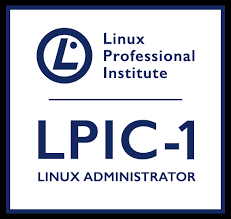 Linux
Professional
Institute
LPIC-1
LINUX ADMINISTRATOR